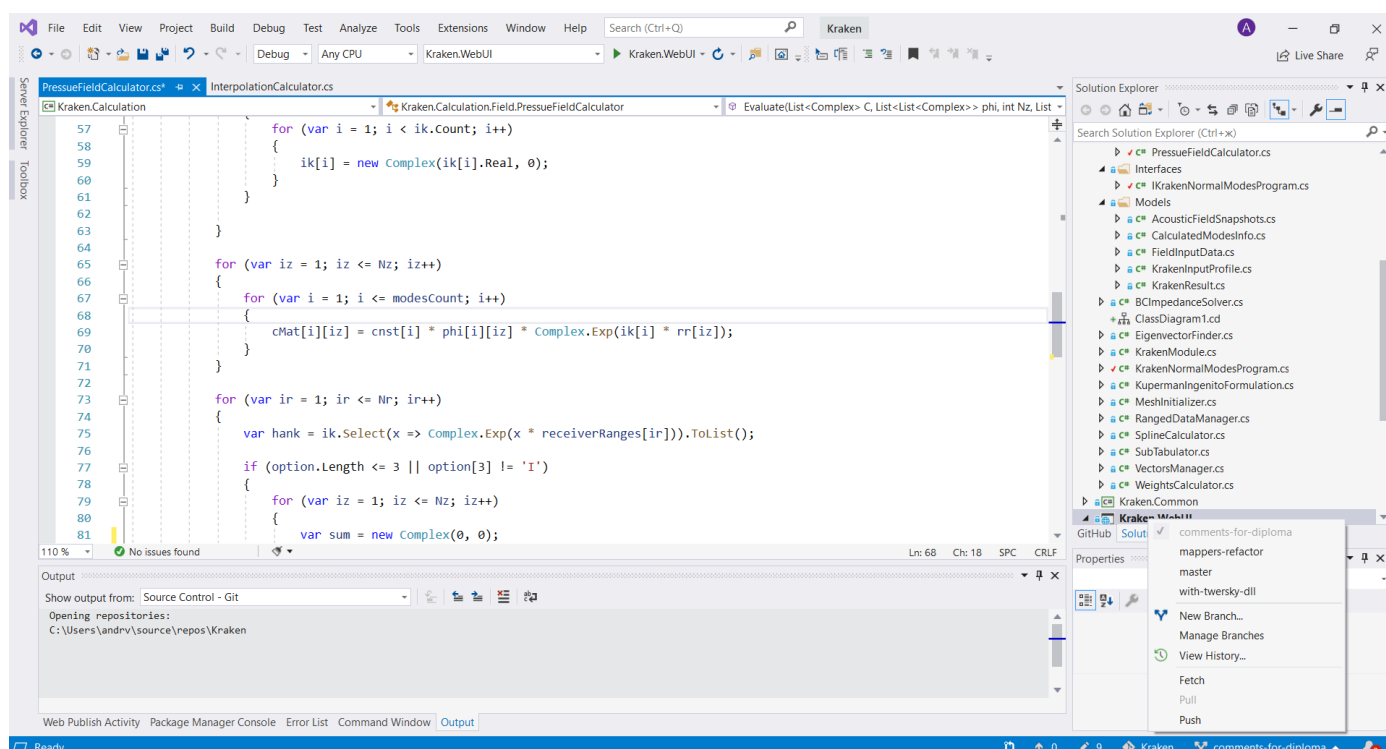 File Edit View Project Build Debug Test Analyze Tools Extensions Window Help Search (Ctrl+Q) Kraken A
Debug Any CPU Kraken.WebUI Kraken.WebUI Live Share
Server Explorer
Toolbox
PressueFieldCalculator.cs* InterpolationCalculator.cs
C# Kraken.Calculation Kraken.Calculation.Field.PressueFieldCalculator Evaluate(List<Complex> C, List<List<Complex>> phi, int Nz, List
57 for (var i = 1; i < ik.Count; i++)
58 {
59 ik[i] = new Complex(ik[i].Real, 0);
60 }
61 }
62
63 }
64
65 for (var iz = 1; iz <= Nz; iz++)
66 {
67 for (var i = 1; i <= modesCount; i++)
68 {
69 cMat[i][iz] = cnst[i] * phi[i][iz] * Complex.Exp(ik[i] * rr[iz]);
70 }
71 }
72
73 for (var ir = 1; ir <= Nr; ir++)
74 {
75 var hank = ik.Select(x => Complex.Exp(x * receiverRanges[ir])).ToList();
76
77 if (option.Length <= 3 || option[3] != 'I')
78 {
79 for (var iz = 1; iz <= Nz; iz++)
80 {
81 var sum = new Complex(0, 0);
110 % No issues found Ln: 68 Ch: 18 SPC CRLF
Output
Show output from: Source Control - Git
Opening repositories:
C:\Users\andrv\source\repos\Kraken
Web Publish Activity Package Manager Console Error List Command Window Output
Solution Explorer
Search Solution Explorer (Ctrl+ж)
C# PressueFieldCalculator.cs
Interfaces
C# IKrakenNormalModesProgram.cs
Models
C# AcousticFieldSnapshots.cs
C# CalculatedModesInfo.cs
C# FieldInputData.cs
C# KrakenInputProfile.cs
C# KrakenResult.cs
C# BCImpedanceSolver.cs
ClassDiagram1.cd
C# EigenvectorFinder.cs
C# KrakenModule.cs
C# KrakenNormalModesProgram.cs
C# KupermanIngenitoFormulation.cs
C# MeshInitializer.cs
C# RangedDataManager.cs
C# SplineCalculator.cs
C# SubTabulator.cs
C# VectorsManager.cs
C# WeightsCalculator.cs
C# Kraken.Common
Kraken.WebUI
GitHub Soluti
Properties
comments-for-diploma
mappers-refactor
master
with-twersky-dll
New Branch...
Manage Branches
View History...
Fetch
Pull
Push
Ready 0 9 Kraken comments-for-diploma